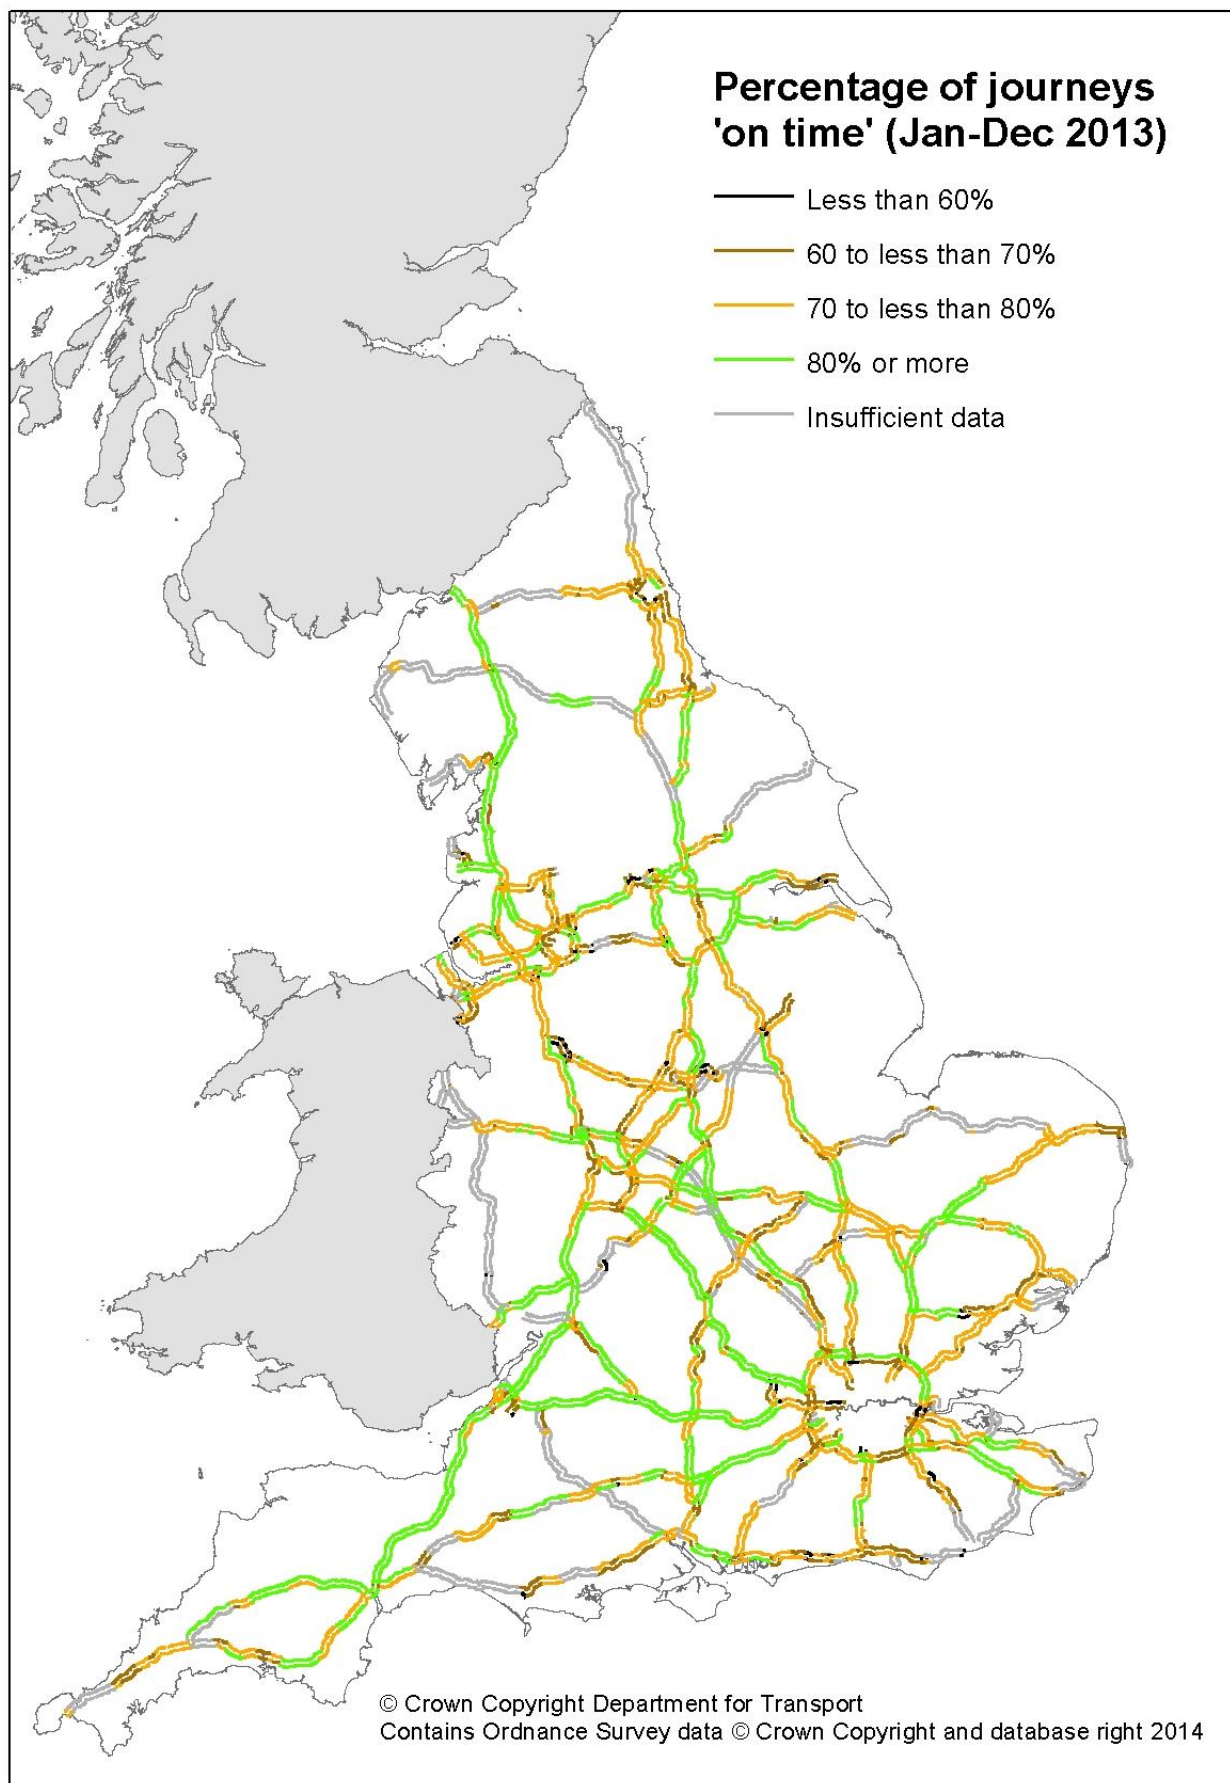 Percentage of journeys
'on time' (Jan-Dec 2013)
Less than 60%
60 to less than 70%
70 to less than 80%
80% or more
Insufficient data
© Crown Copyright Department for Transport
Contains Ordnance Survey data © Crown Copyright and database right 2014